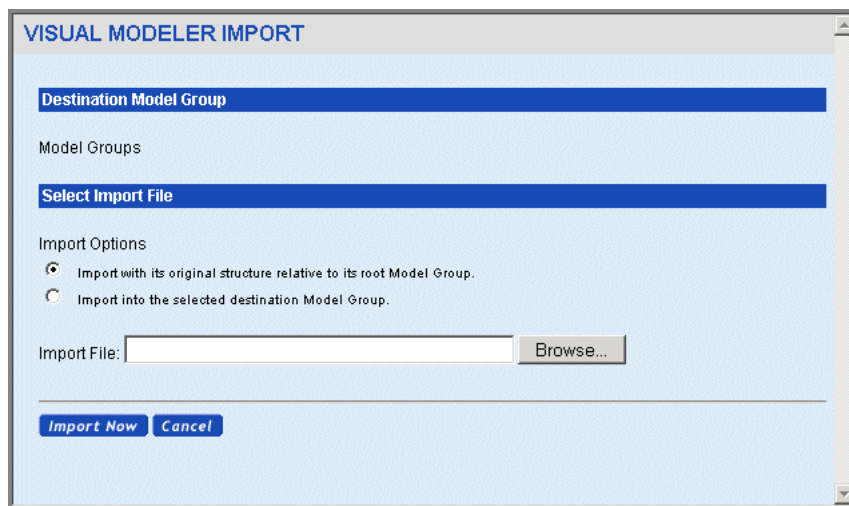 VISUAL MODELER IMPORT
Destination Model Group
Model Groups
Select Import File
Import Options
Import with its original structure relative to its root Model Group.
Import into the selected destination Model Group.
Import File: Browse...
Import Now Cancel